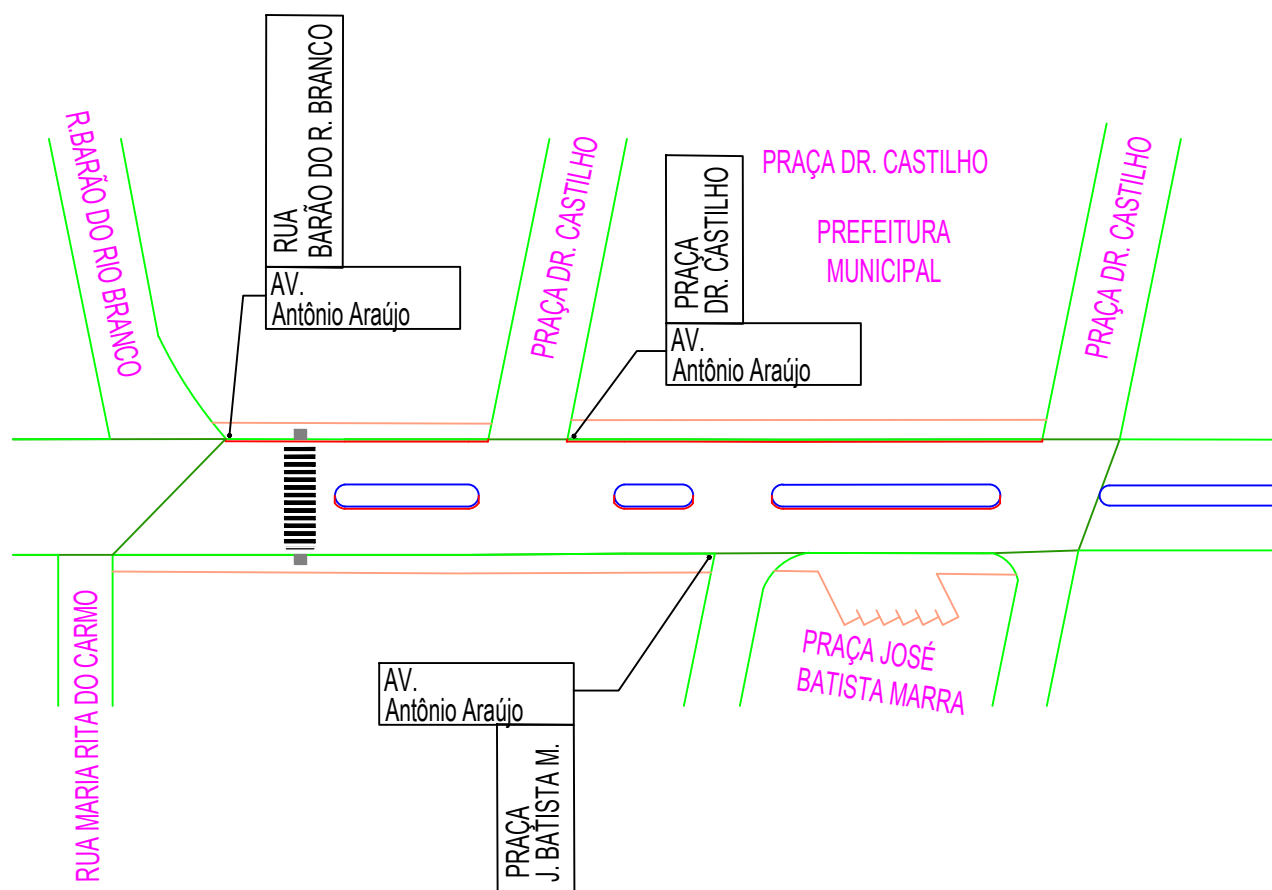 R.BARÃO DO RIO BRANCO
RUA
BARÃO DO R. BRANCO
AV.
Antônio Araújo
PRAÇA DR. CASTILHO
PRAÇA
DR. CASTILHO
AV.
Antônio Araújo
PRAÇA DR. CASTILHO
PREFEITURA
MUNICIPAL
PRAÇA DR. CASTILHO
RUA MARIA RITA DO CARMO
AV.
Antônio Araújo
PRAÇA
J. BATISTA M.
PRAÇA JOSÉ
BATISTA MARRA